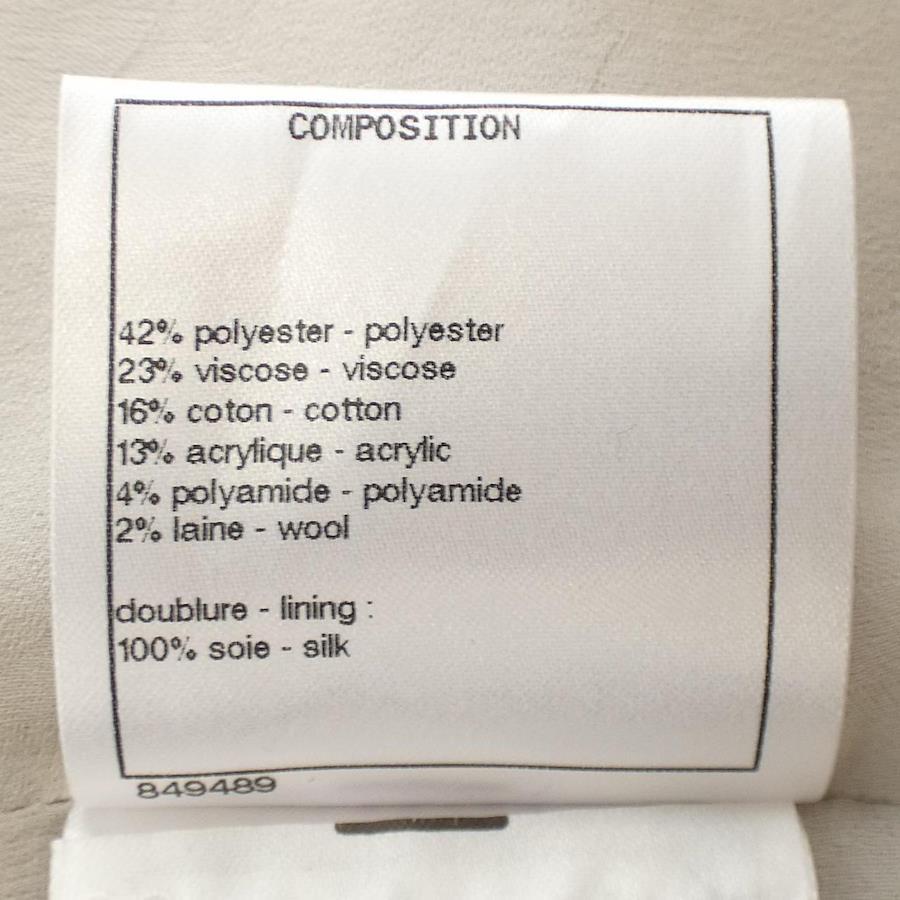 COMPOSITION
42% polyester - polyester
23% viscose - viscose
16% coton - cotton
13% acrylique - acrylic
4% polyamide - polyamide
2% laine - wool
doublure - lining :
100% soie - silk
849489